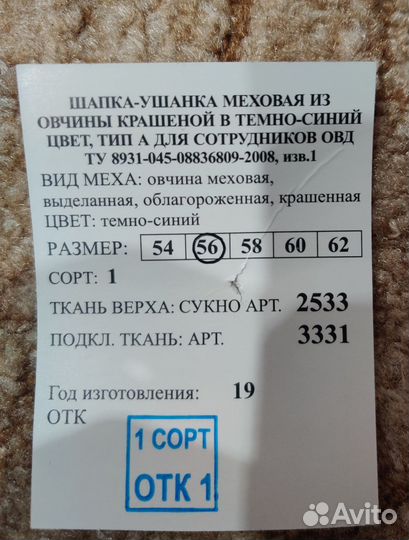 ШАПКА-УШАНКА МЕХОВАЯ ИЗ
ОВЧИНЫ КРАШЕНОЙ В ТЕМНО-СИНИЙ
ЦВЕТ, ТИП А ДЛЯ СОТРУДНИКОВ ОВД
ТУ 8931-045-08836809-2008, изв.1
ВИД МЕХА: овчина меховая,
выделанная, облагороженная, крашенная
ЦВЕТ: темно-синий
РАЗМЕР: 54 56 58 60 62
СОРТ: 1
ТКАНЬ ВЕРХА: СУКНО АРТ. 2533
ПОДКЛ. ТКАНЬ: АРТ. 3331
Год изготовления: 19
ОТК
1 СОРТ
ОТК 1
Avito